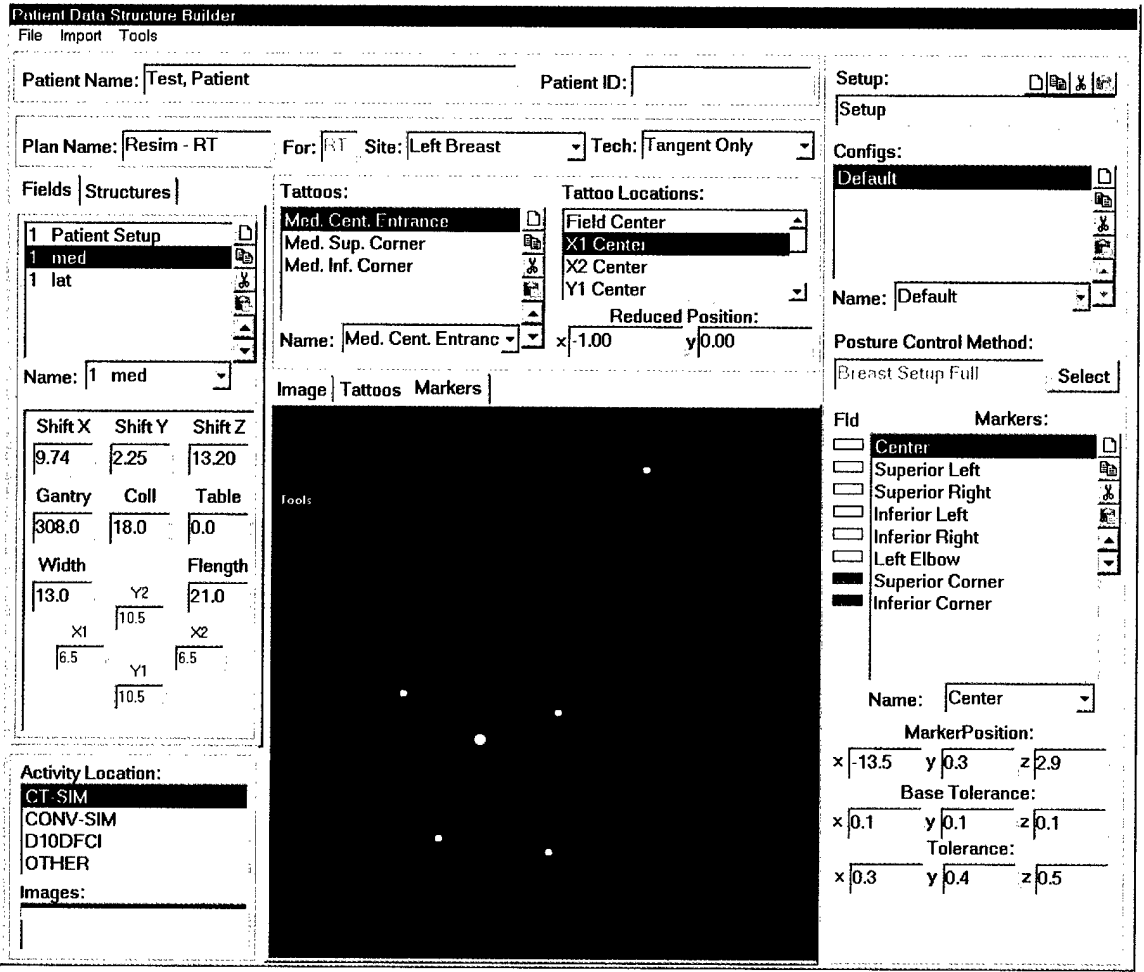 Patient Data Structure Builder
File Import Tools
Patient Name: Test, Patient Patient ID:
Plan Name: Resim - RT For: RT Site: Left Breast Tech: Tangent Only
Fields Structures
1 Patient Setup
1 med
1 lat
Name: 1 med
Shift X Shift Y Shift Z
9.74 2.25 13.20
Gantry Coll Table
308.0 18.0 0.0
Width Flength
13.0 Y2 21.0
10.5
X1 X2
6.5 6.5
Y1
10.5
Activity Location:
CT-SIM
CONV-SIM
D10DFCI
OTHER
Images:
Tattoos:
Med. Cent. Entrance
Med. Sup. Corner
Med. Inf. Corner
Name: Med. Cent. Entranc
Tattoo Locations:
Field Center
X1 Center
X2 Center
Y1 Center
Reduced Position:
x -1.00 y 0.00
Image Tattoos Markers
Tools
Setup:
Setup
Configs:
Default
Name: Default
Posture Control Method:
Breast Setup Full Select
Fld Markers:
Center
Superior Left
Superior Right
Inferior Left
Inferior Right
Left Elbow
Superior Corner
Inferior Corner
Name: Center
MarkerPosition:
x -13.5 y 0.3 z 2.9
Base Tolerance:
x 0.1 y 0.1 z 0.1
Tolerance:
x 0.3 y 0.4 z 0.5